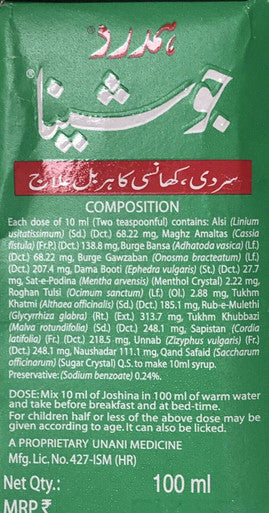 ہمدرد®
جوشینا®
سردی، کھانسی کا ہربل علاج
COMPOSITION
Each dose of 10 ml (Two teaspoonful) contains: Alsi (Linium
usitatissimum) (Sd.) (Dct.) 68.22 mg, Maghz Amaltas (Cassia
fistula) (Fr.P.) (Dct.) 138.8 mg, Burge Bansa (Adhatoda vasica) (Lf.)
(Dct.) 68.22 mg, Burge Gawzaban (Onosma bracteatum) (Lf.)
(Dct.) 207.4 mg, Dama Booti (Ephedra vulgaris) (St.) (Dct.) 27.7
mg, Sat-e-Podina (Mentha arvensis) (Menthol Crystal) 2.22 mg,
Roghan Tulsi (Ocimum sanctum) (Lf.) (Ol.) 2.88 mg, Tukhm
Khatmi (Althaea officinalis) (Sd.) (Dct.) 185.1 mg, Rub-e-Mulethi
(Glycyrrhiza glabra) (Rt.) (Ext.) 313.7 mg, Tukhm Khubbazi
(Malva rotundifolia) (Sd.) (Dct.) 248.1 mg, Sapistan (Cordia
latifolia) (Fr.) (Dct.) 218.5 mg, Unnab (Zizyphus vulgaris) (Fr.)
(Dct.) 248.1 mg, Naushadar 111.1 mg, Qand Safaid (Saccharum
officinarum) (Sugar Crystal) Q.S. to make 10ml syrup.
Preservative: (Sodium benzoate) 0.24%.
DOSE: Mix 10 ml of Joshina in 100 ml of warm water
and take before breakfast and at bed-time.
For children half or less of the above dose may be
given according to age. It can also be licked.
A PROPRIETARY UNANI MEDICINE
Mfg. Lic. No. 427-ISM (HR)
Net Qty.: 100 ml
MRP ₹